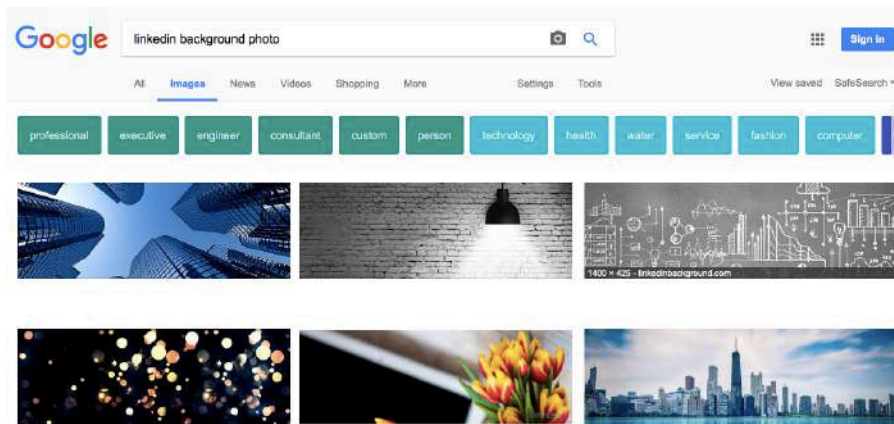 Google
linkedin background photo
Sign in
All Images News Videos Shopping More Settings Tools View saved SafeSearch
professional executive engineer consultant custom person technology health water service fashion computer
1400 × 425 - linkedinbackground.com